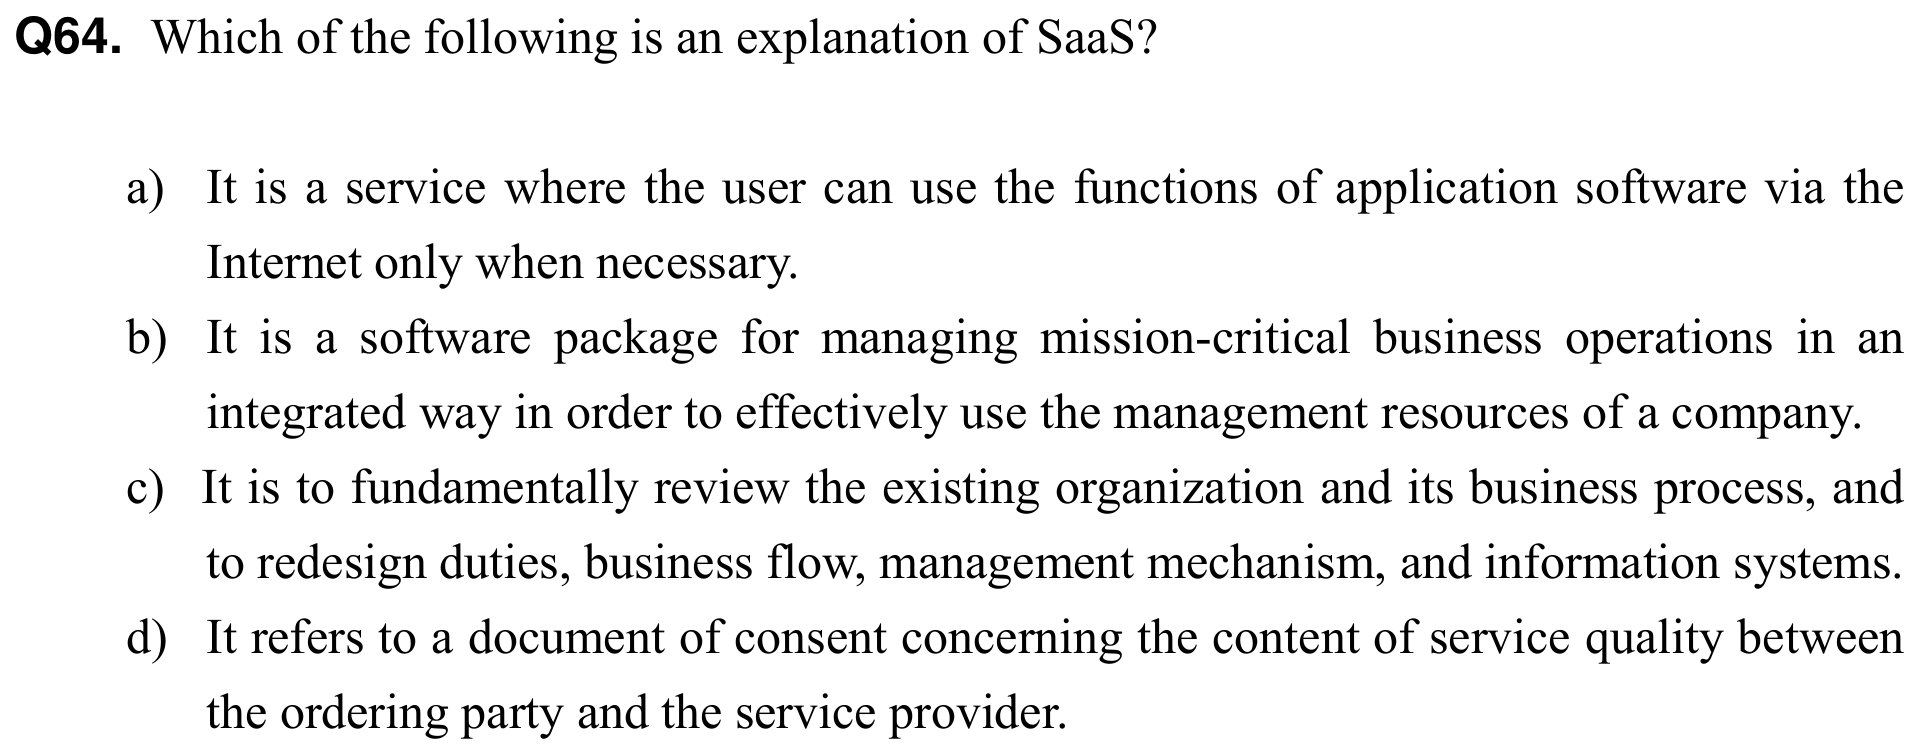 Q64. Which of the following is an explanation of SaaS?
a) It is a service where the user can use the functions of application software via the
Internet only when necessary.
b) It is a software package for managing mission-critical business operations in an
integrated way in order to effectively use the management resources of a company.
c) It is to fundamentally review the existing organization and its business process, and
to redesign duties, business flow, management mechanism, and information systems.
d) It refers to a document of consent concerning the content of service quality between
the ordering party and the service provider.